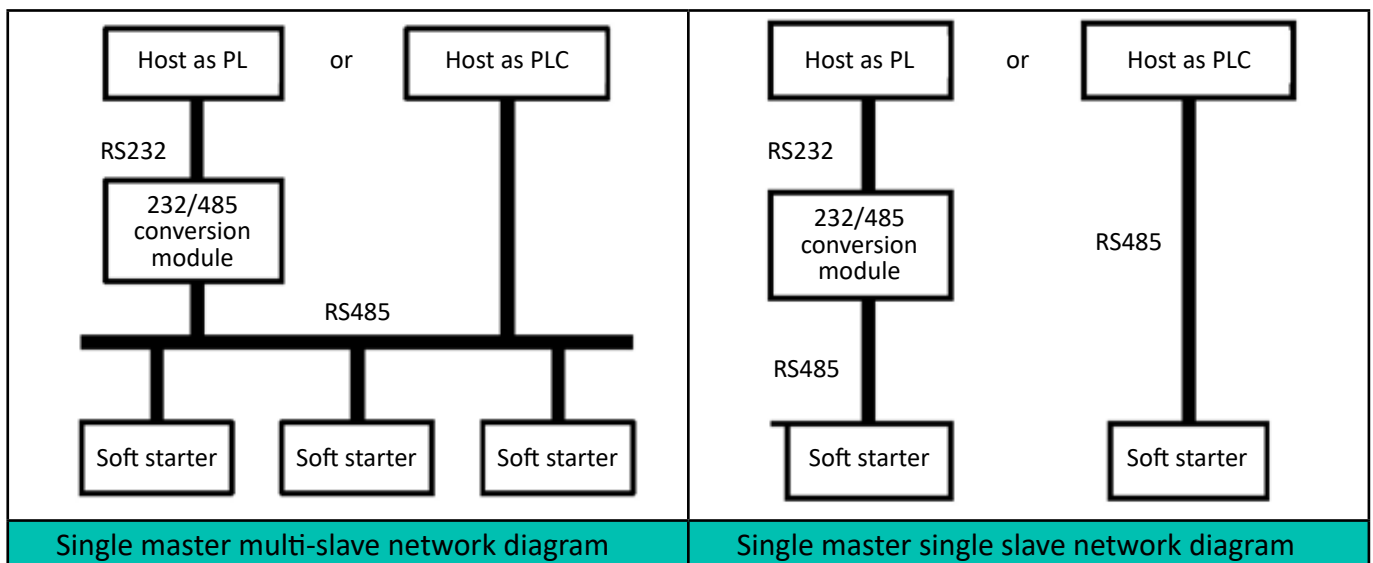 Host as PL
or
Host as PLC
RS232
232/485
conversion
module
RS485
Soft starter
Soft starter
Soft starter
Single master multi-slave network diagram
Host as PL
or
Host as PLC
RS232
232/485
conversion
module
RS485
RS485
Soft starter
Soft starter
Single master single slave network diagram